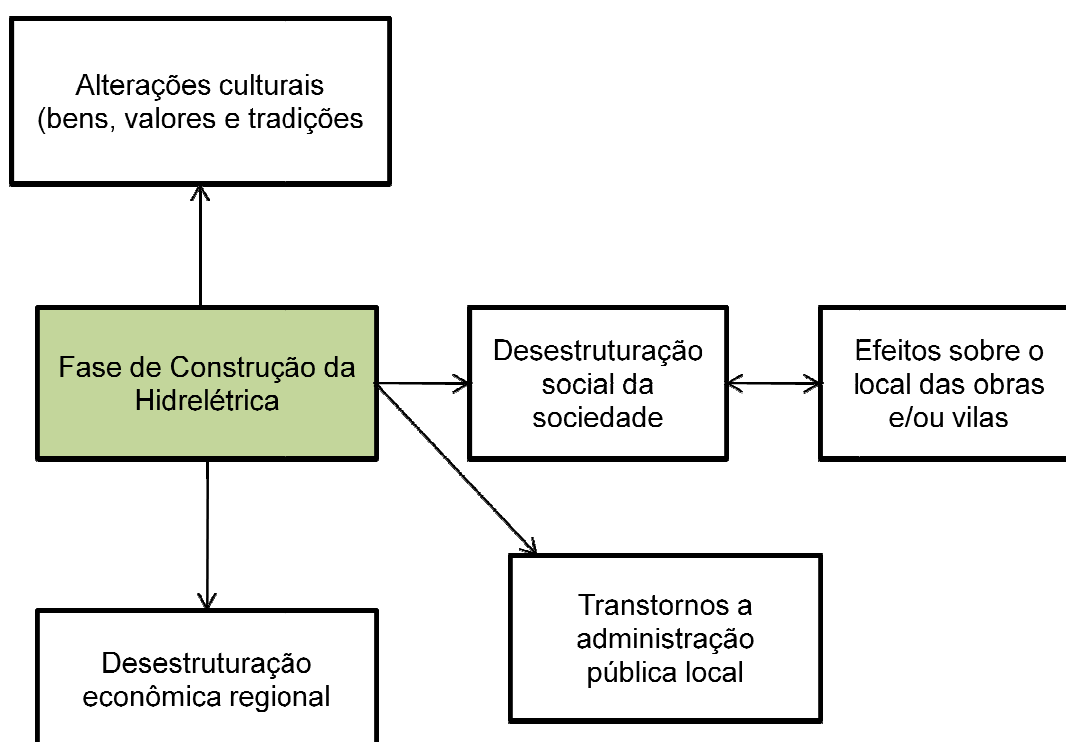 Alterações culturais
(bens, valores e tradições
Fase de Construção da
Hidrelétrica
Desestruturação
social da
sociedade
Efeitos sobre o
local das obras
e/ou vilas
Transtornos a
administração
pública local
Desestruturação
econômica regional